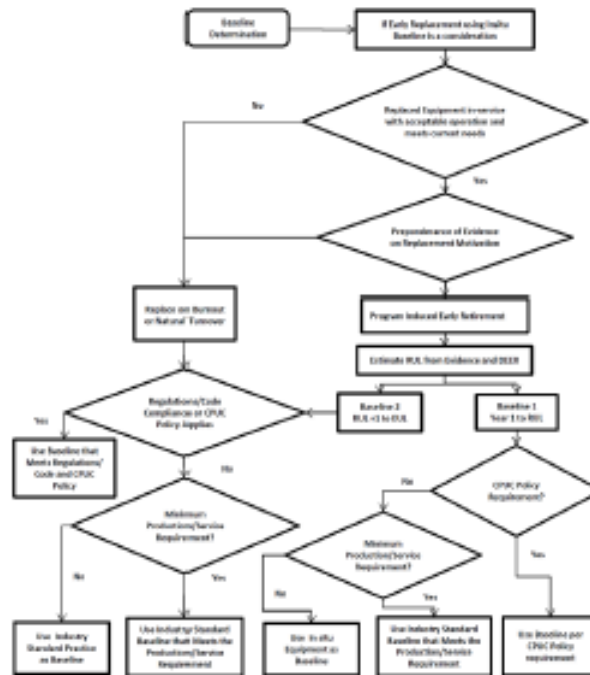 Baseline
Determination
If Early Replacement using Insitu
Baseline is a consideration
Replaced Equipment in-service
with acceptable operation and
meets current needs
No
Yes
Preponderance of Evidence
on Replacement Motivation
Replace on Burnout
or Natural Turnover
Program Induced Early Retirement
Estimate RUL from Evidence and DEER
Regulations/Code
Compliance or CPUC
Policy Applies
Baseline 2
RUL +1 to EUL
Baseline 1
Year 1 to RUL
Yes
Use Baseline that
Meets Regulations/
Code and CPUC
Policy
No
CPUC Policy
Requirement?
No
Minimum
Production/Service
Requirement?
Minimum
Production/Service
Requirement?
Yes
No
Yes
No
Yes
Use Industry
Standard Practice
as Baseline
Use Industry Standard
Baseline that Meets the
Production/Service
Requirement
Use In situ
Equipment as
Baseline
Use Industry Standard
Baseline that Meets the
Production/Service
Requirement
Use Baseline per
CPUC Policy
requirement